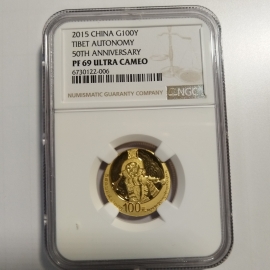 2015 CHINA G100Y
TIBET AUTONOMY
50TH ANNIVERSARY
PF 69 ULTRA CAMEO
6730122-006
NUMISMATIC GUARANTY COMPANY
NGC
100